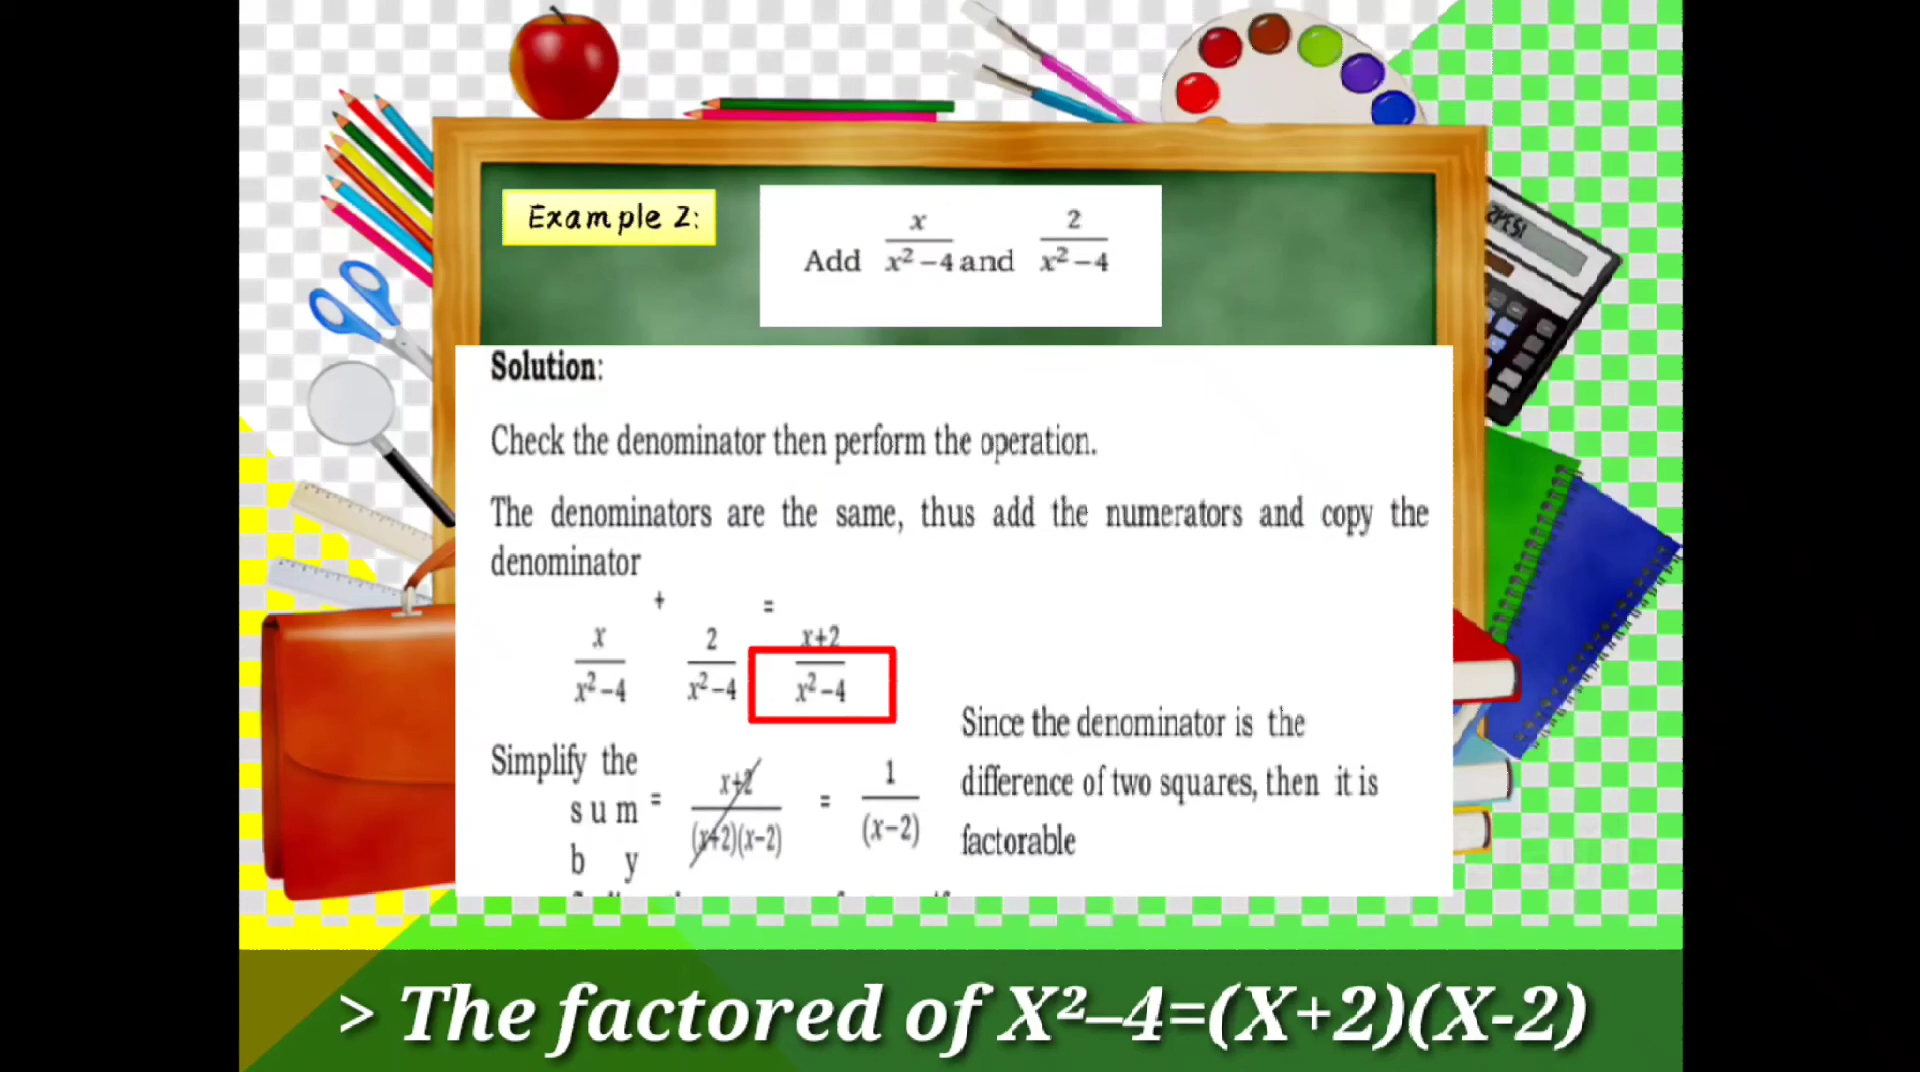 Example 2:
x 2
Add x²−4 and x²−4
Solution:
Check the denominator then perform the operation.
The denominators are the same, thus add the numerators and copy the
denominator
+ =
x 2 x+2
x²−4 x²−4 x²−4
Simplify the
sum
by
= x+2 = 1
(x+2)(x−2) (x−2)
Since the denominator is the
difference of two squares, then it is
factorable
> The factored of X²–4=(X+2)(X-2)